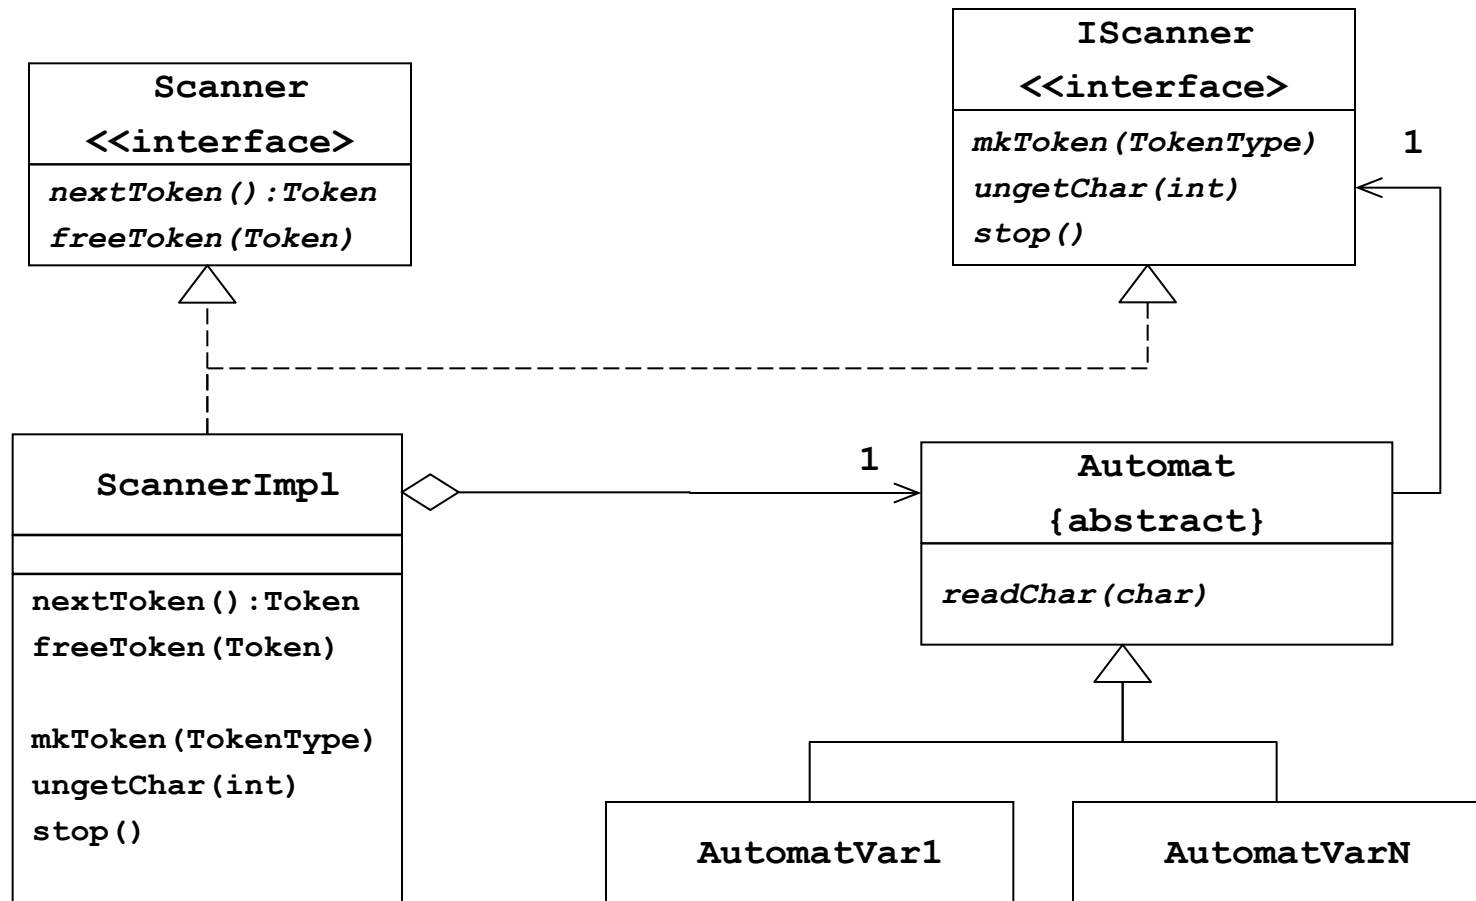 Scanner
<<interface>
nextToken():Token
freeToken(Token)
IScanner
<<interface>
mkToken(TokenType)
ungetChar(int)
stop()
1
ScannerImpl
nextToken():Token
freeToken(Token)
mkToken(TokenType)
ungetChar(int)
stop()
1
Automat
{abstract}
readChar(char)
AutomatVar1
AutomatVarN